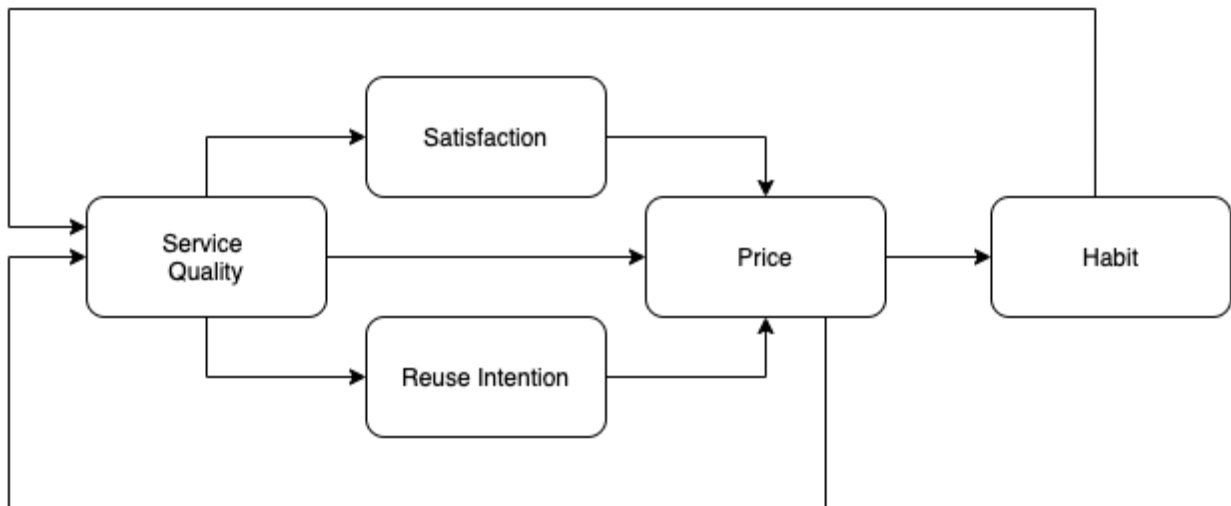 Satisfaction
Service
Quality
Price
Habit
Reuse Intention